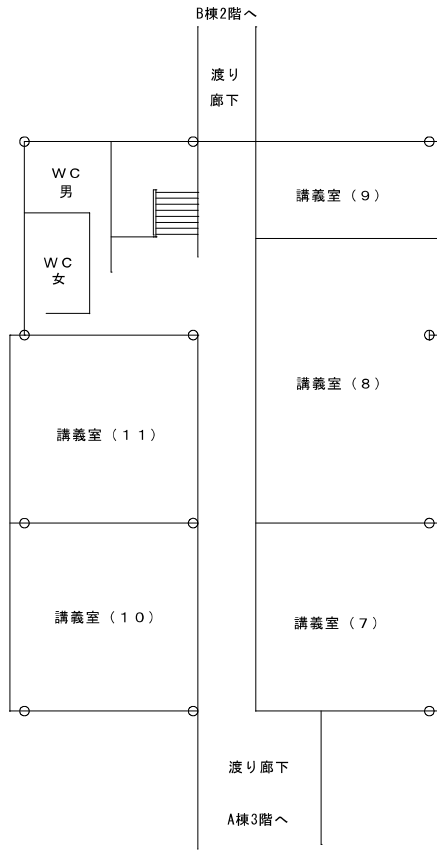 B棟2階へ
渡り
廊下
ＷＣ
男
講義室（９）
ＷＣ
女
講義室（８）
講義室（１１）
講義室（１０）
講義室（７）
渡り廊下
A棟3階へ